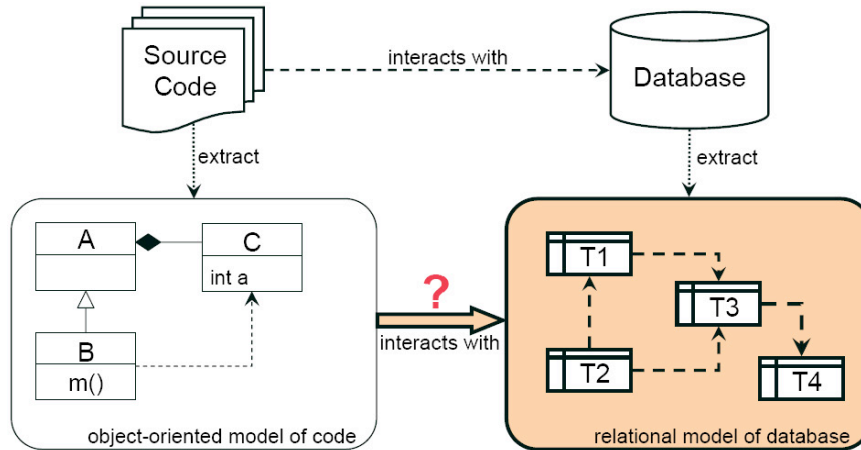 Source
Code
interacts with
Database
extract
extract
A
C
int a
B
m()
object-oriented model of code
?
interacts with
T1
T3
T2
T4
relational model of database